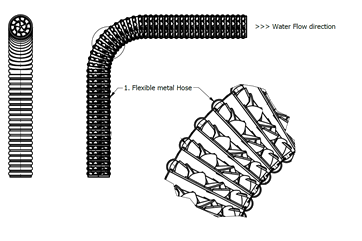 >>> Water Flow direction
1. Flexible metal Hose